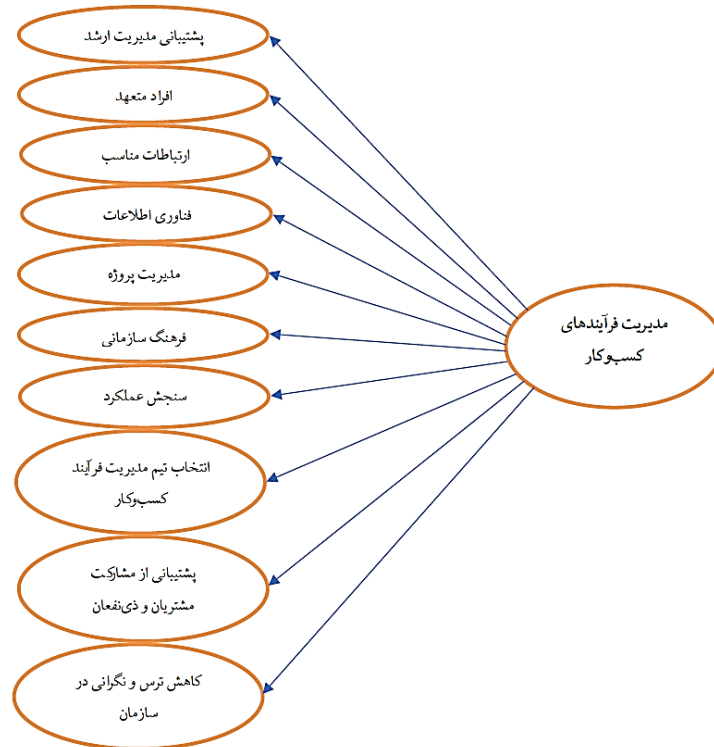 پشتیبانی مدیریت ارشد
افراد متعهد
ارتباطات مناسب
فناوری اطلاعات
مدیریت پروژه
فرهنگ سازمانی
سنجش عملکرد
انتخاب تیم مدیریت فرآیند
کسب‌وکار
پشتیبانی از مشارکت
مشتریان و ذی‌نفعان
کاهش ترس و نگرانی در
سازمان
مدیریت فرآیندهای
کسب‌وکار